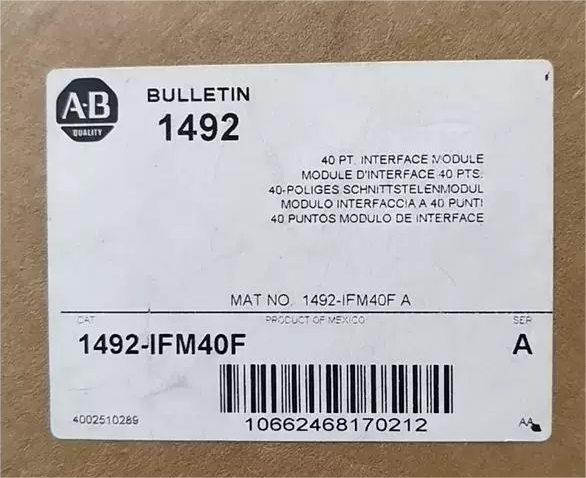 A-B
QUALITY
BULLETIN
1492
40 PT. INTERFACE MODULE
MODULE D'INTERFACE 40 PTS.
40-POLIGES SCHNITTSTELENMODUL
MODULO INTERFACCIA A 40 PUNTI
40 PUNTOS MODULO DE INTERFACE
MAT NO. 1492-IFM40F A
CAT PRODUCT OF MEXICO SER
1492-IFM40F A
10662468170212
4002510289 AA